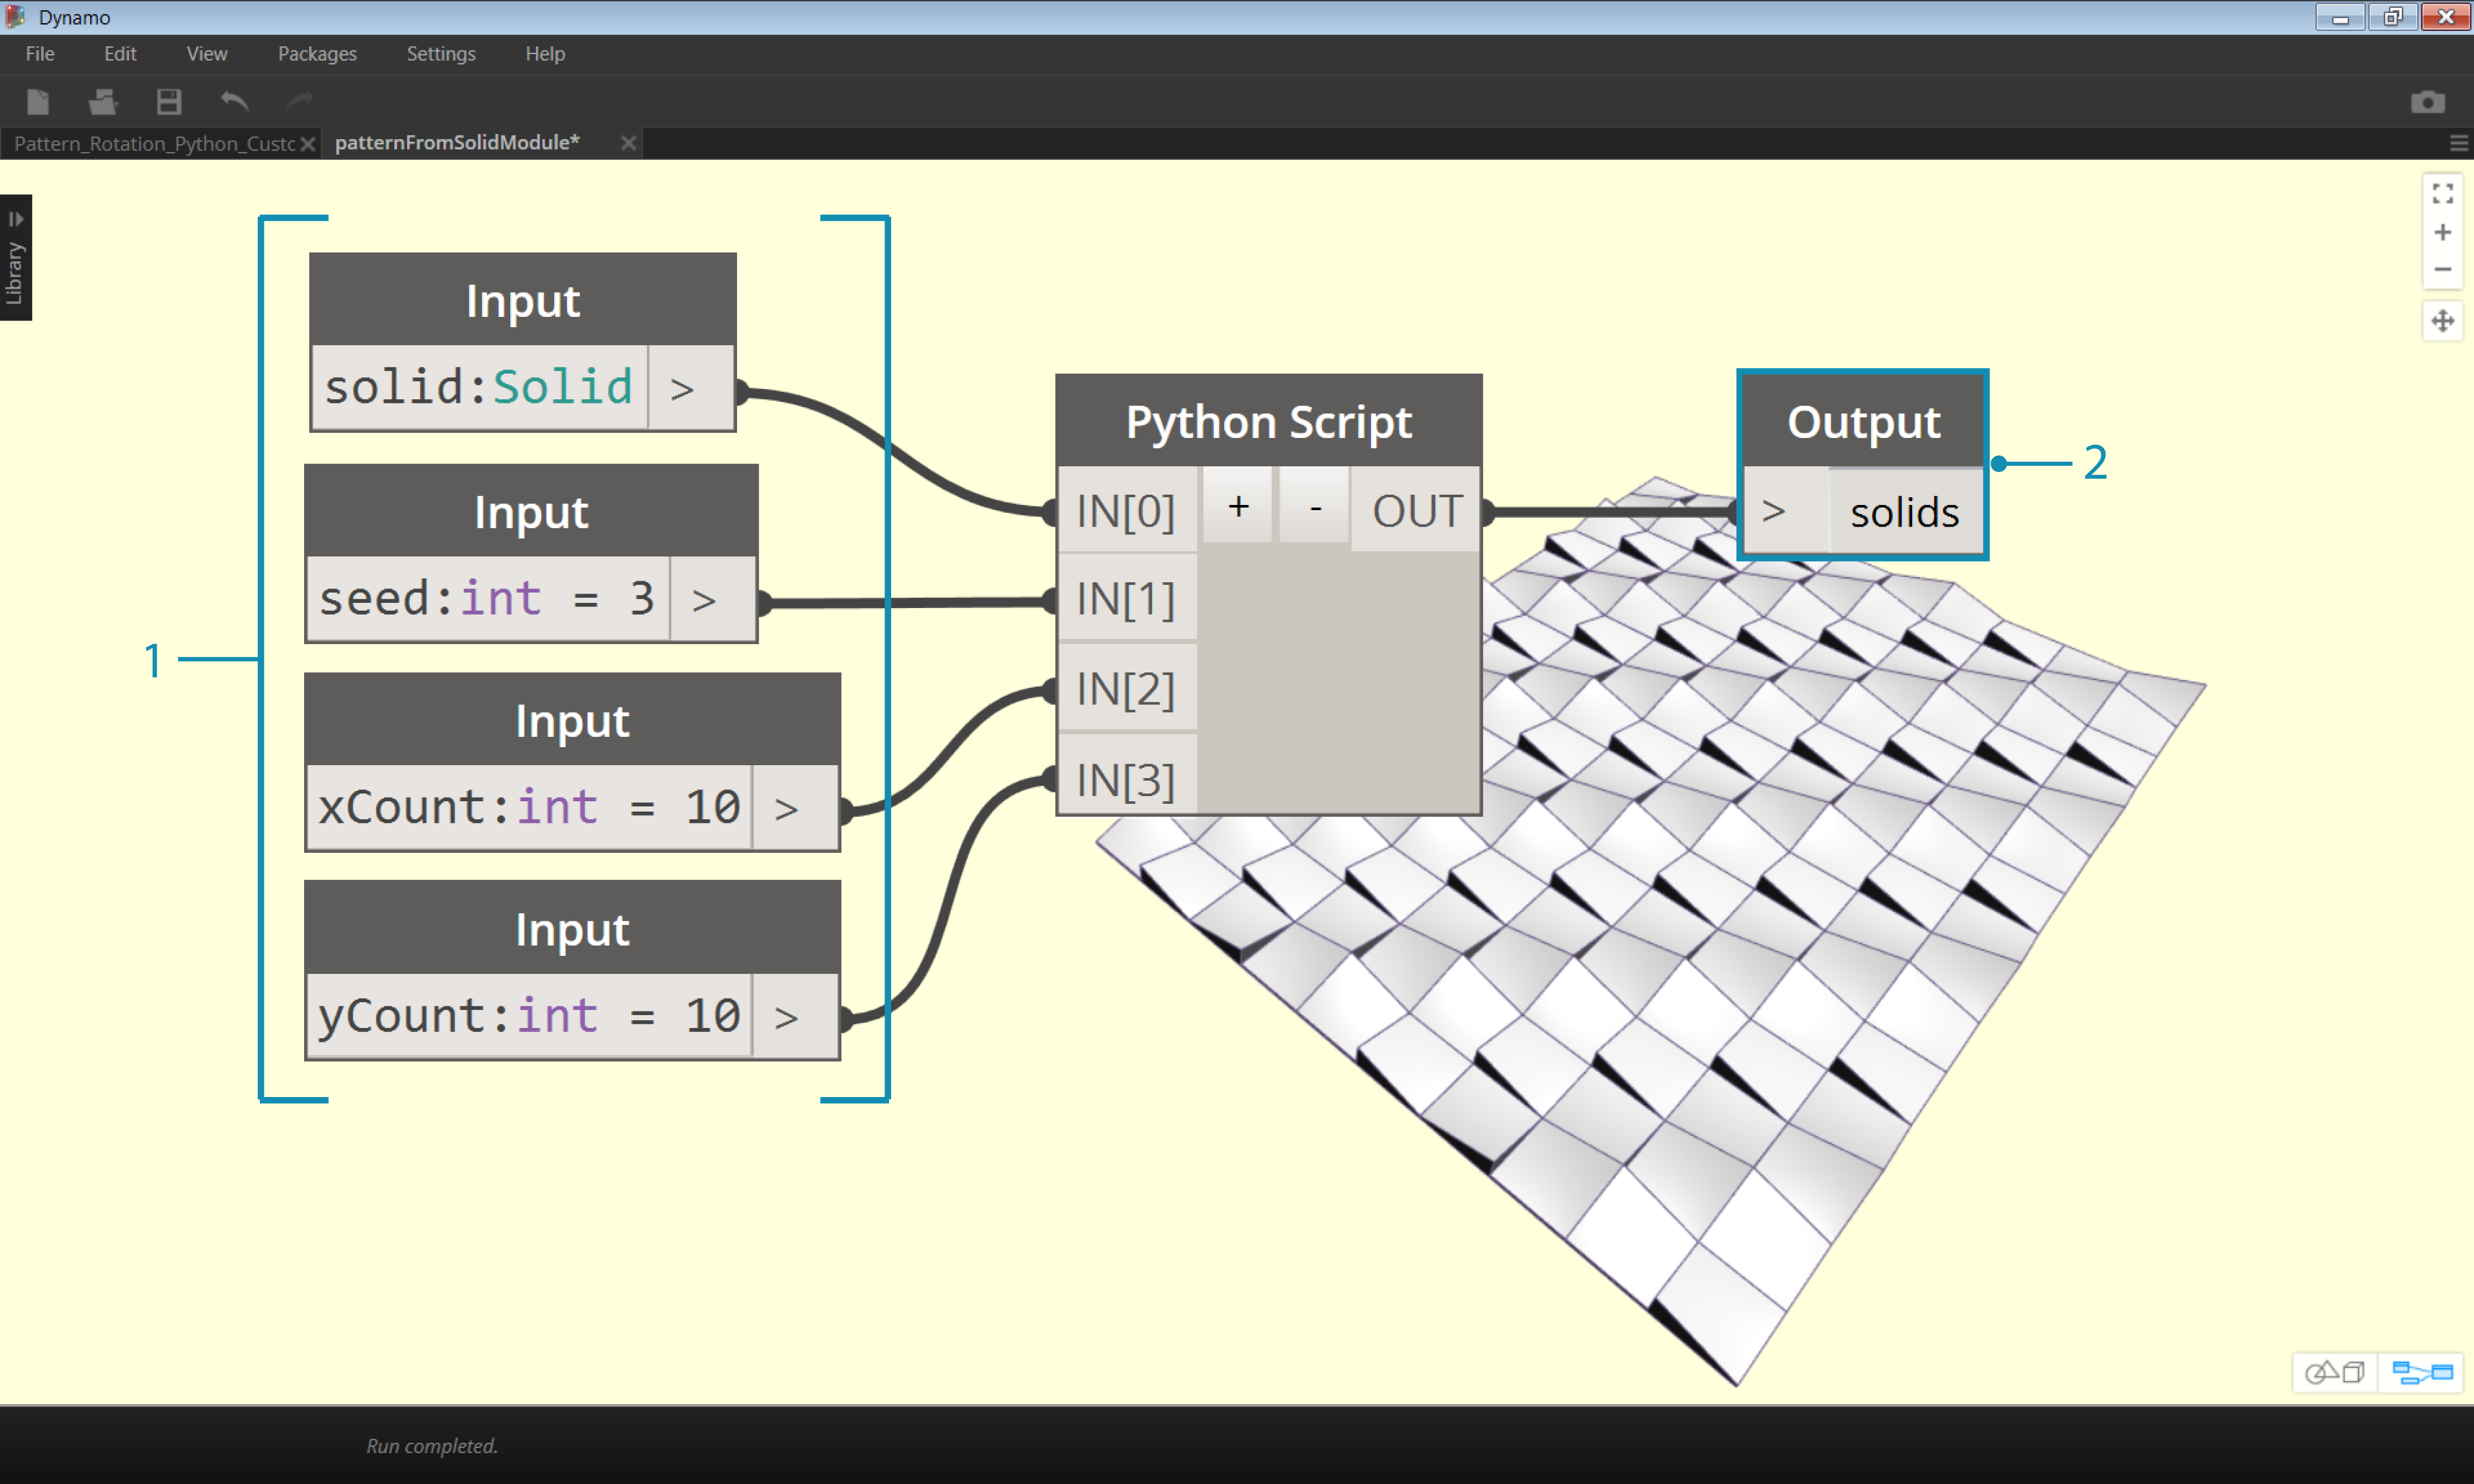 Dynamo
File Edit View Packages Settings Help
Pattern_Rotation_Python_Custc
patternFromSolidModule*
Library
1
Input
solid:Solid >
Input
seed:int = 3 >
Input
xCount:int = 10 >
Input
yCount:int = 10 >
Python Script
IN[0] + - OUT
IN[1]
IN[2]
IN[3]
Output
> solids
2
Run completed.